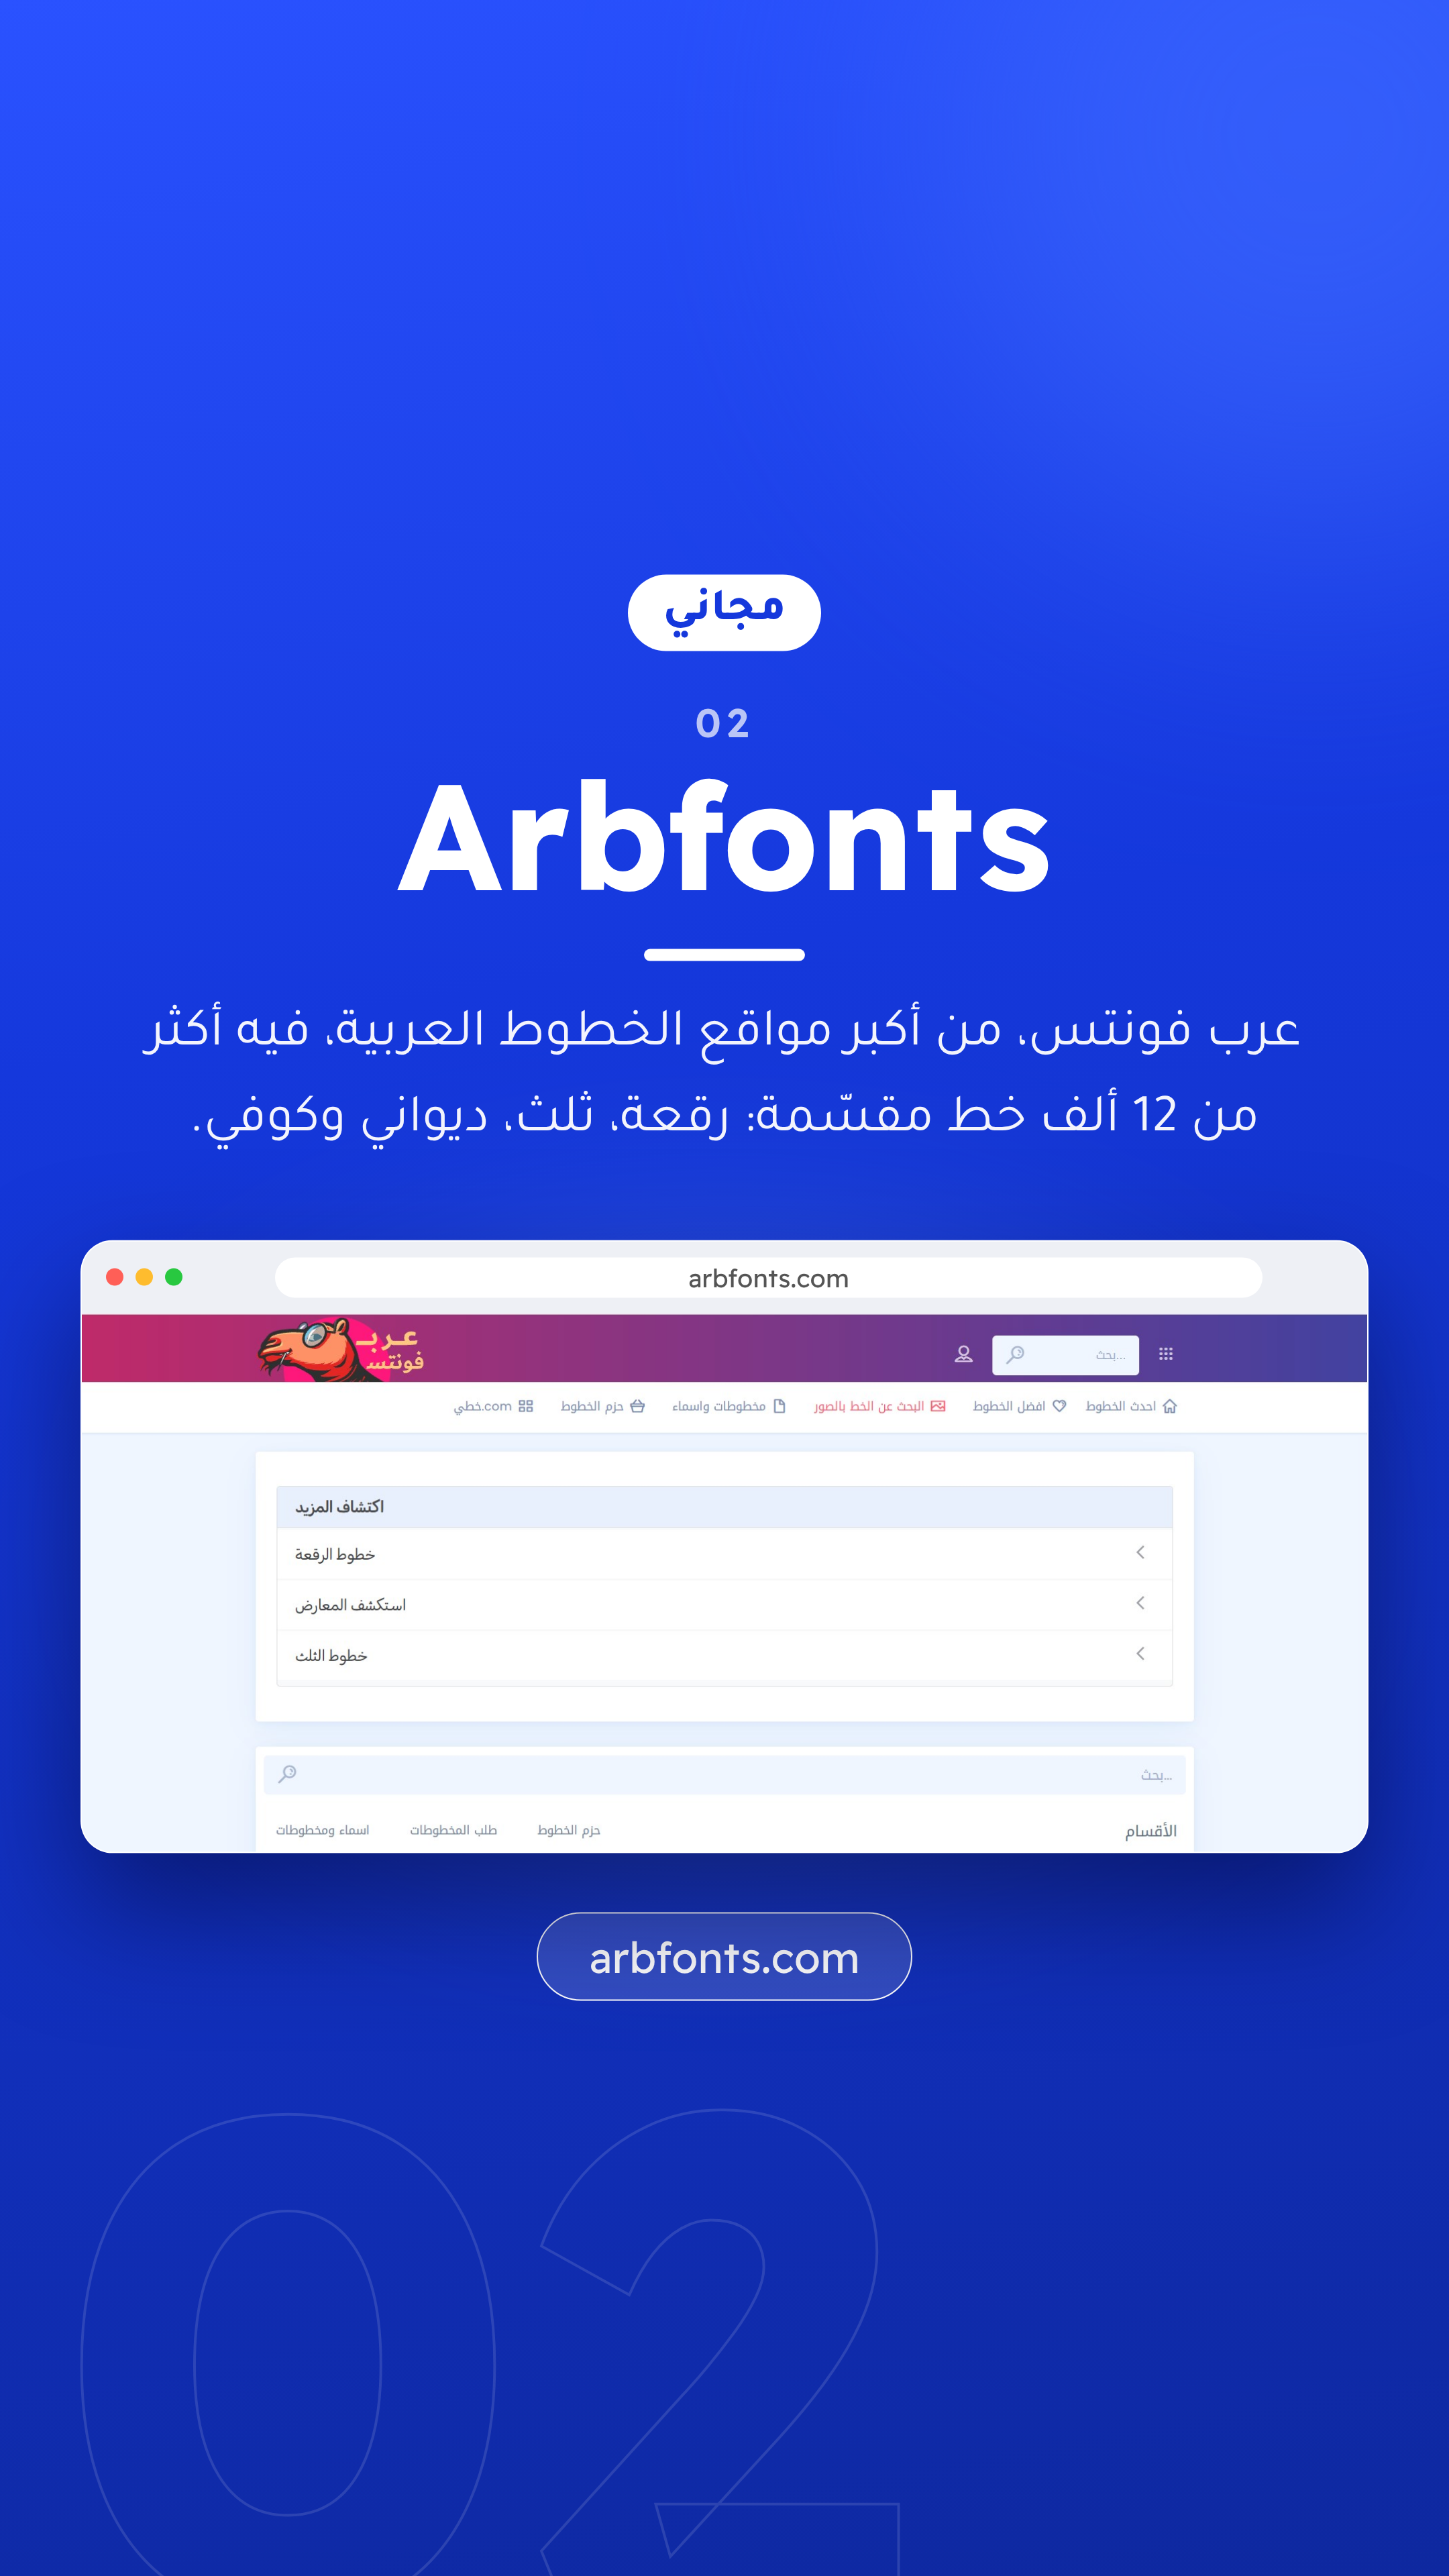 مجاني
02
Arbfonts
عرب فونتس، من أكبر مواقع الخطوط العربية، فيه أكثر
من 12 ألف خط مقسّمة: رقعة، ثلث، ديواني وكوفي.
arbfonts.com
عرب
فونتس
بحث...
احدث الخطوط
افضل الخطوط
البحث عن الخط بالصور
مخطوطات واسماء
حزم الخطوط
خطي.com
اكتشاف المزيد
خطوط الرقعة
استكشف المعارض
خطوط الثلث
بحث...
الأقسام
حزم الخطوط
طلب المخطوطات
اسماء ومخطوطات
arbfonts.com
02